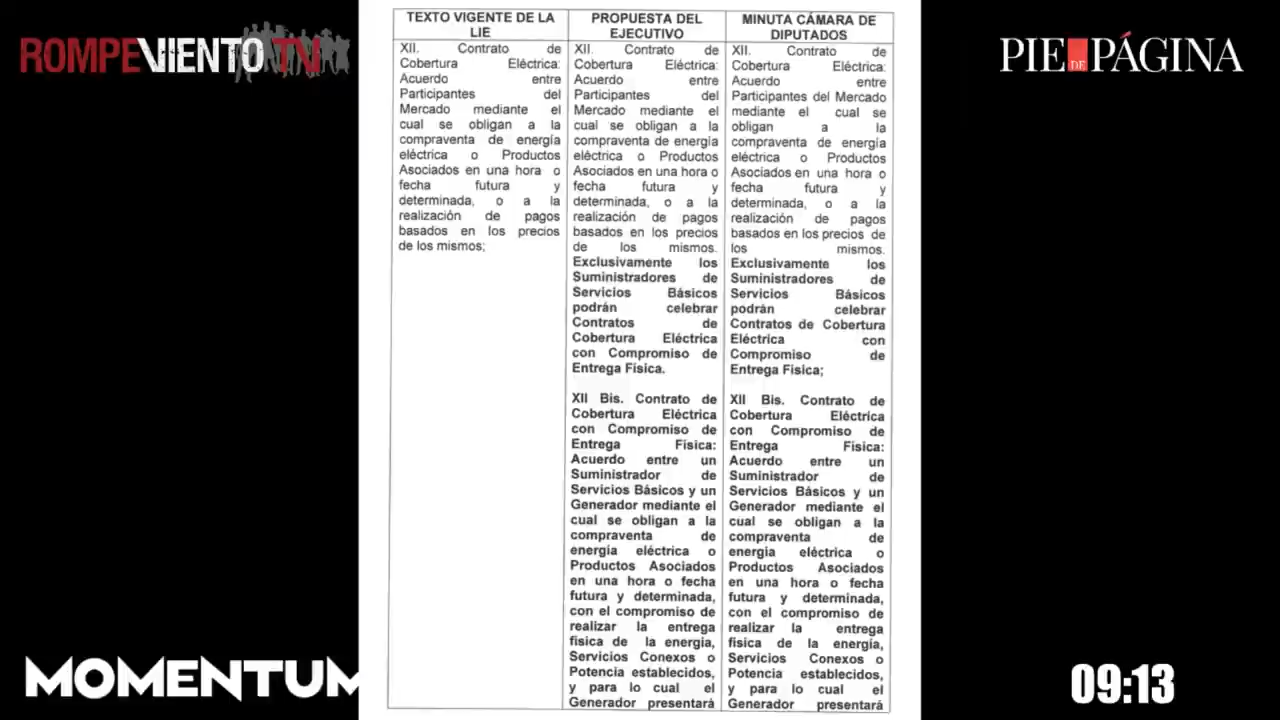 ROMPEVIENTO TV
PIE DE PÁGINA
TEXTO VIGENTE DE LA
LIE
XII. Contrato de
Cobertura Eléctrica:
Acuerdo entre
Participantes del
Mercado mediante el
cual se obligan a la
compraventa de energía
eléctrica o Productos
Asociados en una hora o
fecha futura y
determinada, o a la
realización de pagos
basados en los precios
de los mismos;
PROPUESTA DEL
EJECUTIVO
XII. Contrato de
Cobertura Eléctrica:
Acuerdo entre
Participantes del
Mercado mediante el
cual se obligan a la
compraventa de energía
eléctrica o Productos
Asociados en una hora o
fecha futura y
determinada, o a la
realización de pagos
basados en los precios
de los mismos.
Exclusivamente los
Suministradores de
Servicios Básicos
podrán celebrar
Contratos de
Cobertura Eléctrica
con Compromiso de
Entrega Física.
XII Bis. Contrato de
Cobertura Eléctrica
con Compromiso de
Entrega Física:
Acuerdo entre un
Suministrador de
Servicios Básicos y un
Generador mediante el
cual se obligan a la
compraventa de
energía eléctrica o
Productos Asociados
en una hora o fecha
futura y determinada,
con el compromiso de
realizar la entrega
física de la energía,
Servicios Conexos o
Potencia establecidos,
y para lo cual el
Generador presentará
MINUTA CÁMARA DE
DIPUTADOS
XII. Contrato de
Cobertura Eléctrica:
Acuerdo entre
Participantes del Mercado
mediante el cual se
obligan a la
compraventa de energía
eléctrica o Productos
Asociados en una hora o
fecha futura y
determinada, o a la
realización de pagos
basados en los precios de
los mismos.
Exclusivamente los
Suministradores de
Servicios Básicos
podrán celebrar
Contratos de Cobertura
Eléctrica con
Compromiso de
Entrega Física;
XII Bis. Contrato de
Cobertura Eléctrica
con Compromiso de
Entrega Física:
Acuerdo entre un
Suministrador de
Servicios Básicos y un
Generador mediante el
cual se obligan a la
compraventa de
energía eléctrica o
Productos Asociados
en una hora o fecha
futura y determinada,
con el compromiso de
realizar la entrega
física de la energía,
Servicios Conexos o
Potencia establecidos,
y para lo cual el
Generador presentará
MOMENTUM
09:13